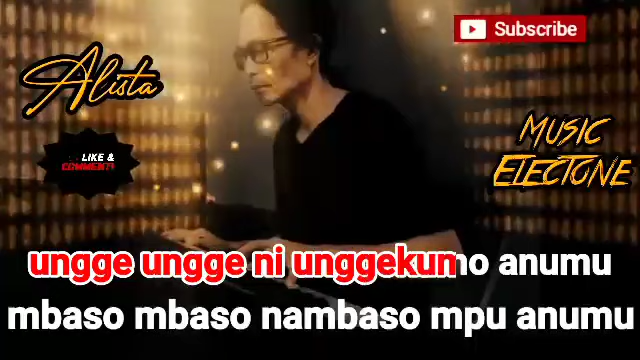 Subscribe
Alista
MUSIC
ELECTONE
LIKE &
COMMENT!
ungge ungge ni unggekumo anumu
mbaso mbaso nambaso mpu anumu